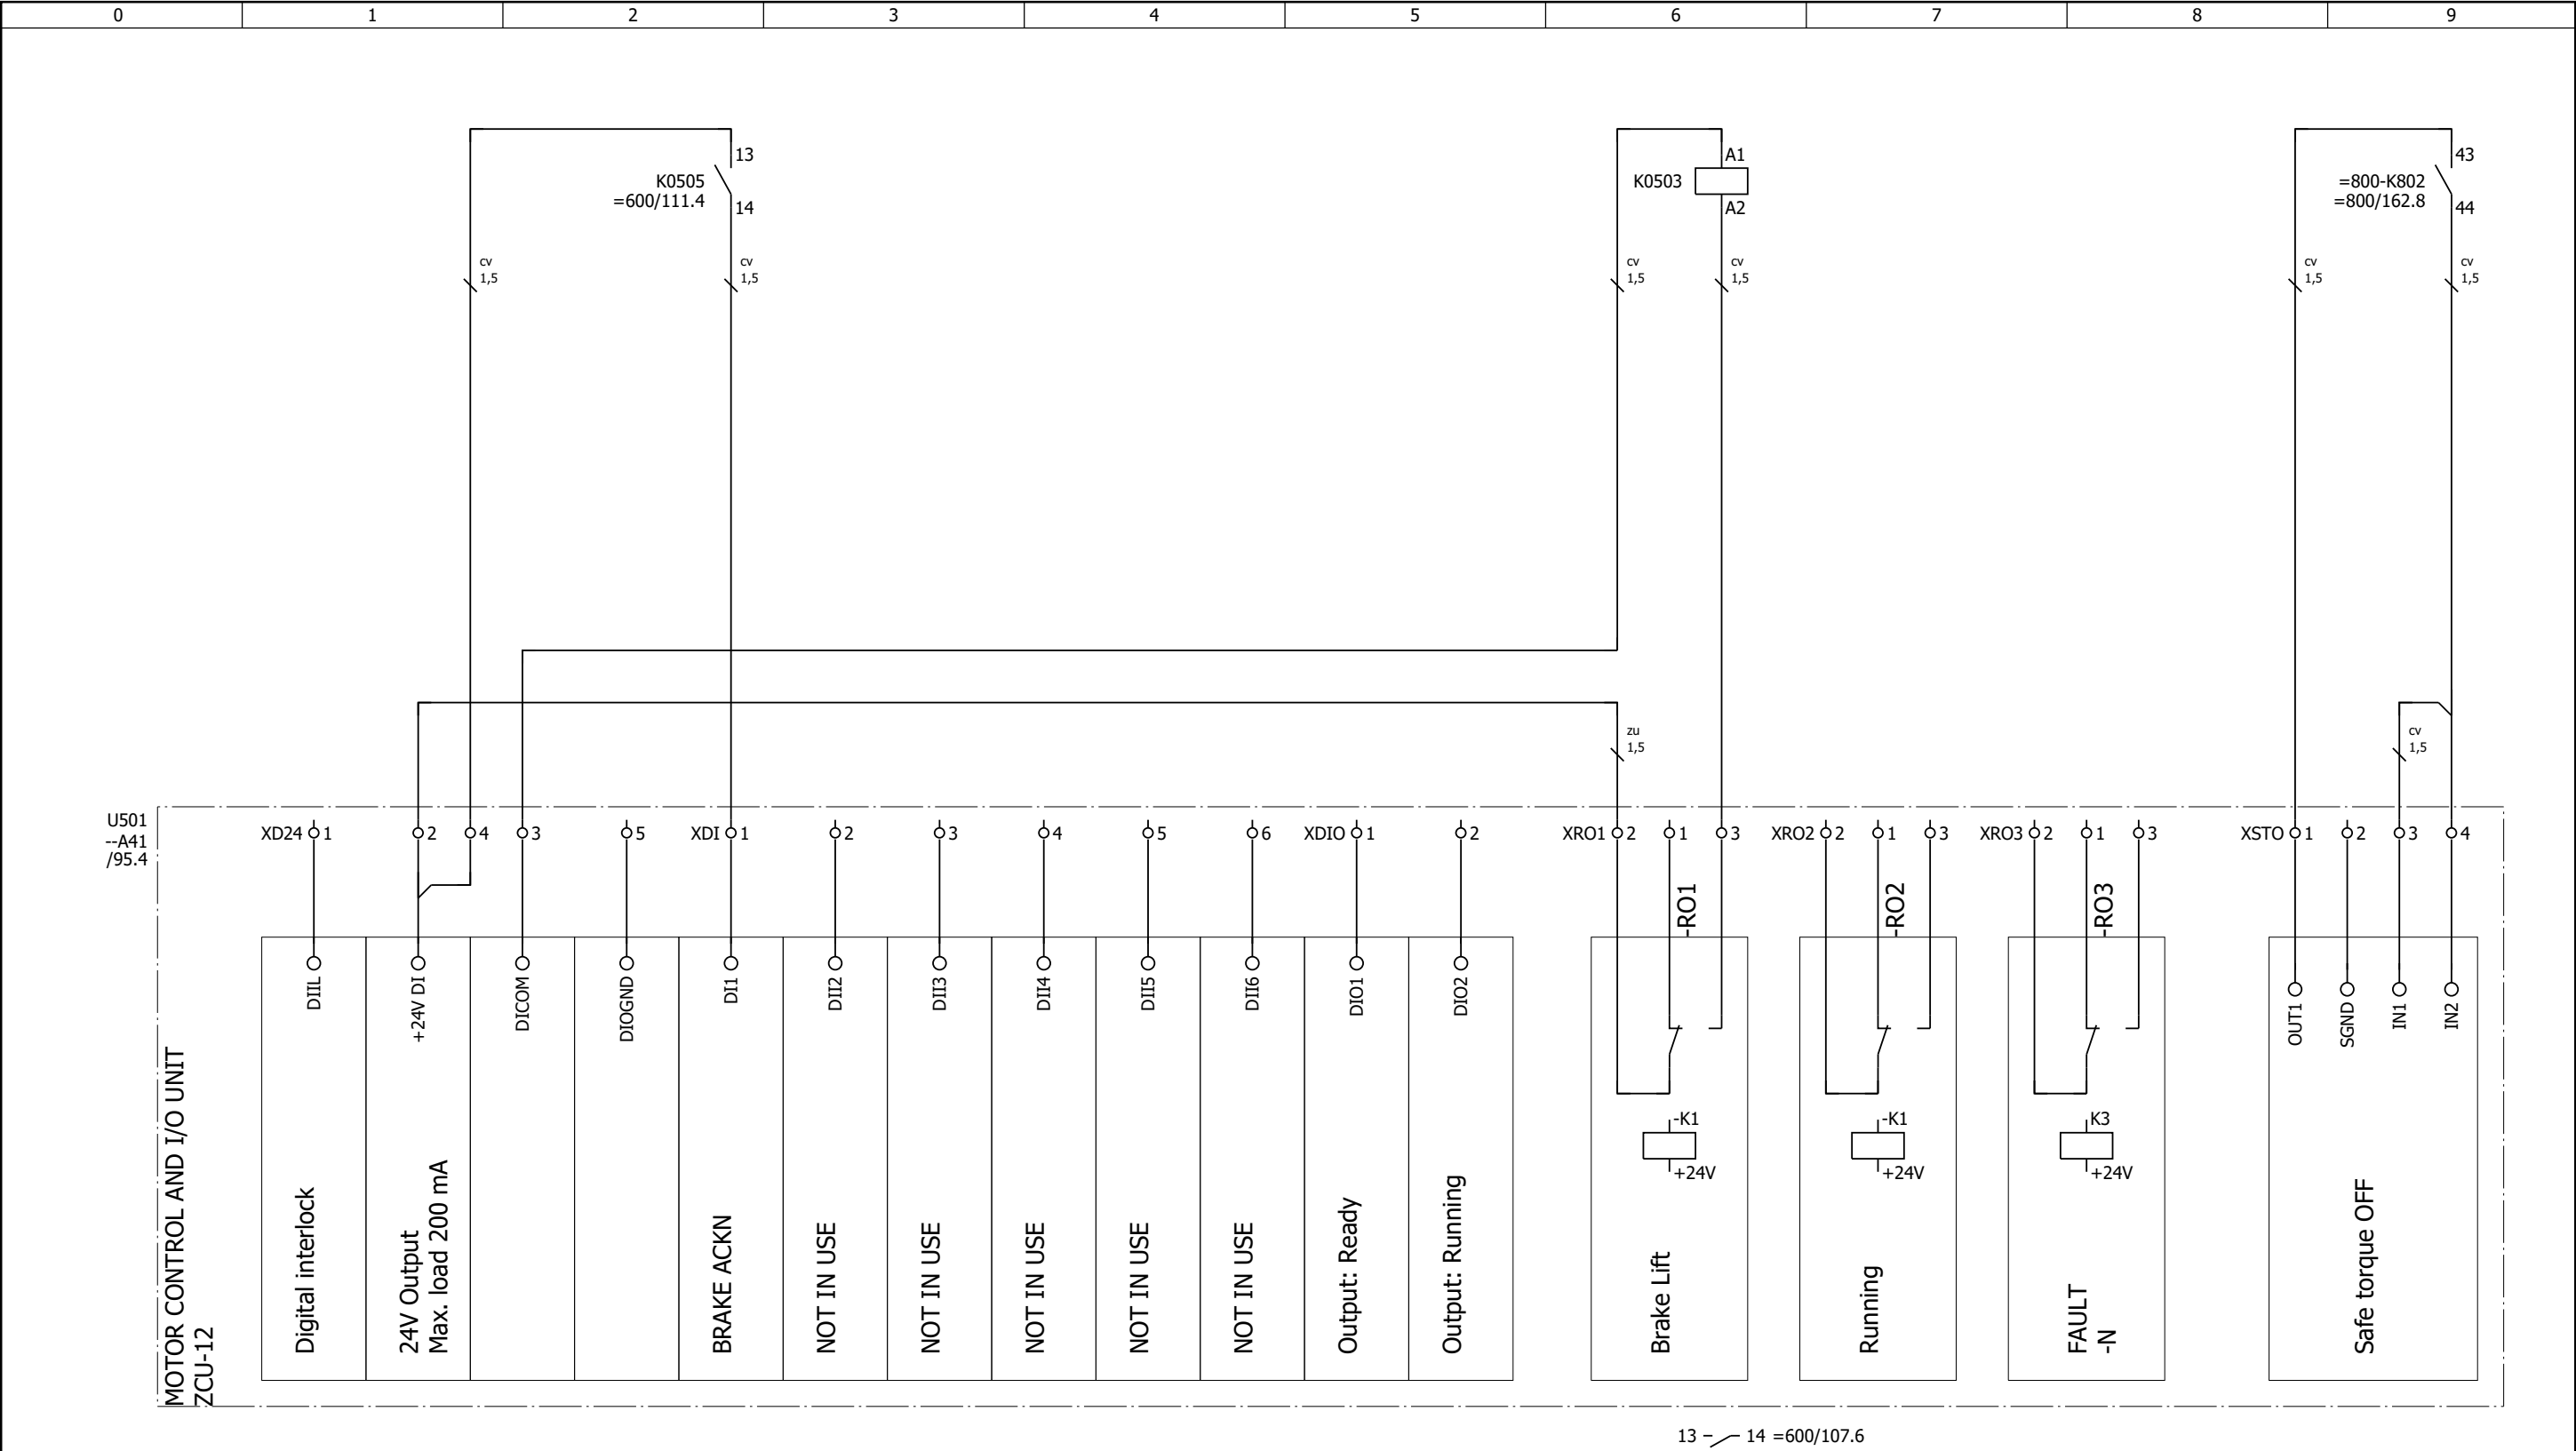 0 1 2 3 4 5 6 7 8 9
13
K0505
=600/111.4
14
A1
K0503
A2
43
=800-K802
=800/162.8
44
cv
1,5
cv
1,5
cv
1,5
cv
1,5
cv
1,5
cv
1,5
zu
1,5
cv
1,5
U501
--A41
/95.4
XD24 1 2 4 3 5 XDI 1 2 3 4 5 6 XDIO 1 2 XRO1 2 1 3 XRO2 2 1 3 XRO3 2 1 3 XSTO 1 2 3 4
-RO1
-RO2
-RO3
DIIL
+24V DI
DICOM
DIOGND
DI1
DII2
DII3
DII4
DII5
DII6
DIO1
DIO2
OUT1
SGND
IN1
IN2
-K1
+24V
-K1
+24V
K3
+24V
MOTOR CONTROL AND I/O UNIT
ZCU-12
Digital interlock
24V Output
Max. load 200 mA
BRAKE ACKN
NOT IN USE
NOT IN USE
NOT IN USE
NOT IN USE
NOT IN USE
Output: Ready
Output: Running
Brake Lift
Running
FAULT
-N
Safe torque OFF
13 14 =600/107.6